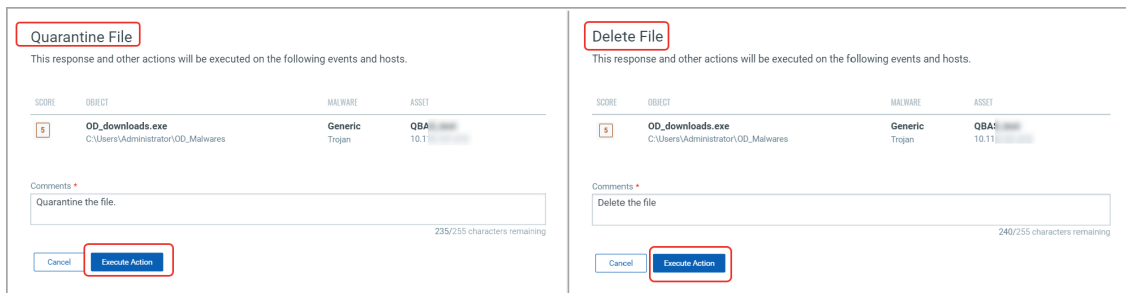 Quarantine File
This response and other actions will be executed on the following events and hosts.
SCORE OBJECT MALWARE ASSET
5 OD_downloads.exe Generic
C:\Users\Administrator\OD_Malwares Trojan
Comments *
Quarantine the file.
235/255 characters remaining
Cancel Execute Action
Delete File
This response and other actions will be executed on the following events and hosts.
SCORE OBJECT MALWARE ASSET
5 OD_downloads.exe Generic
C:\Users\Administrator\OD_Malwares Trojan
Comments *
Delete the file
240/255 characters remaining
Cancel Execute Action